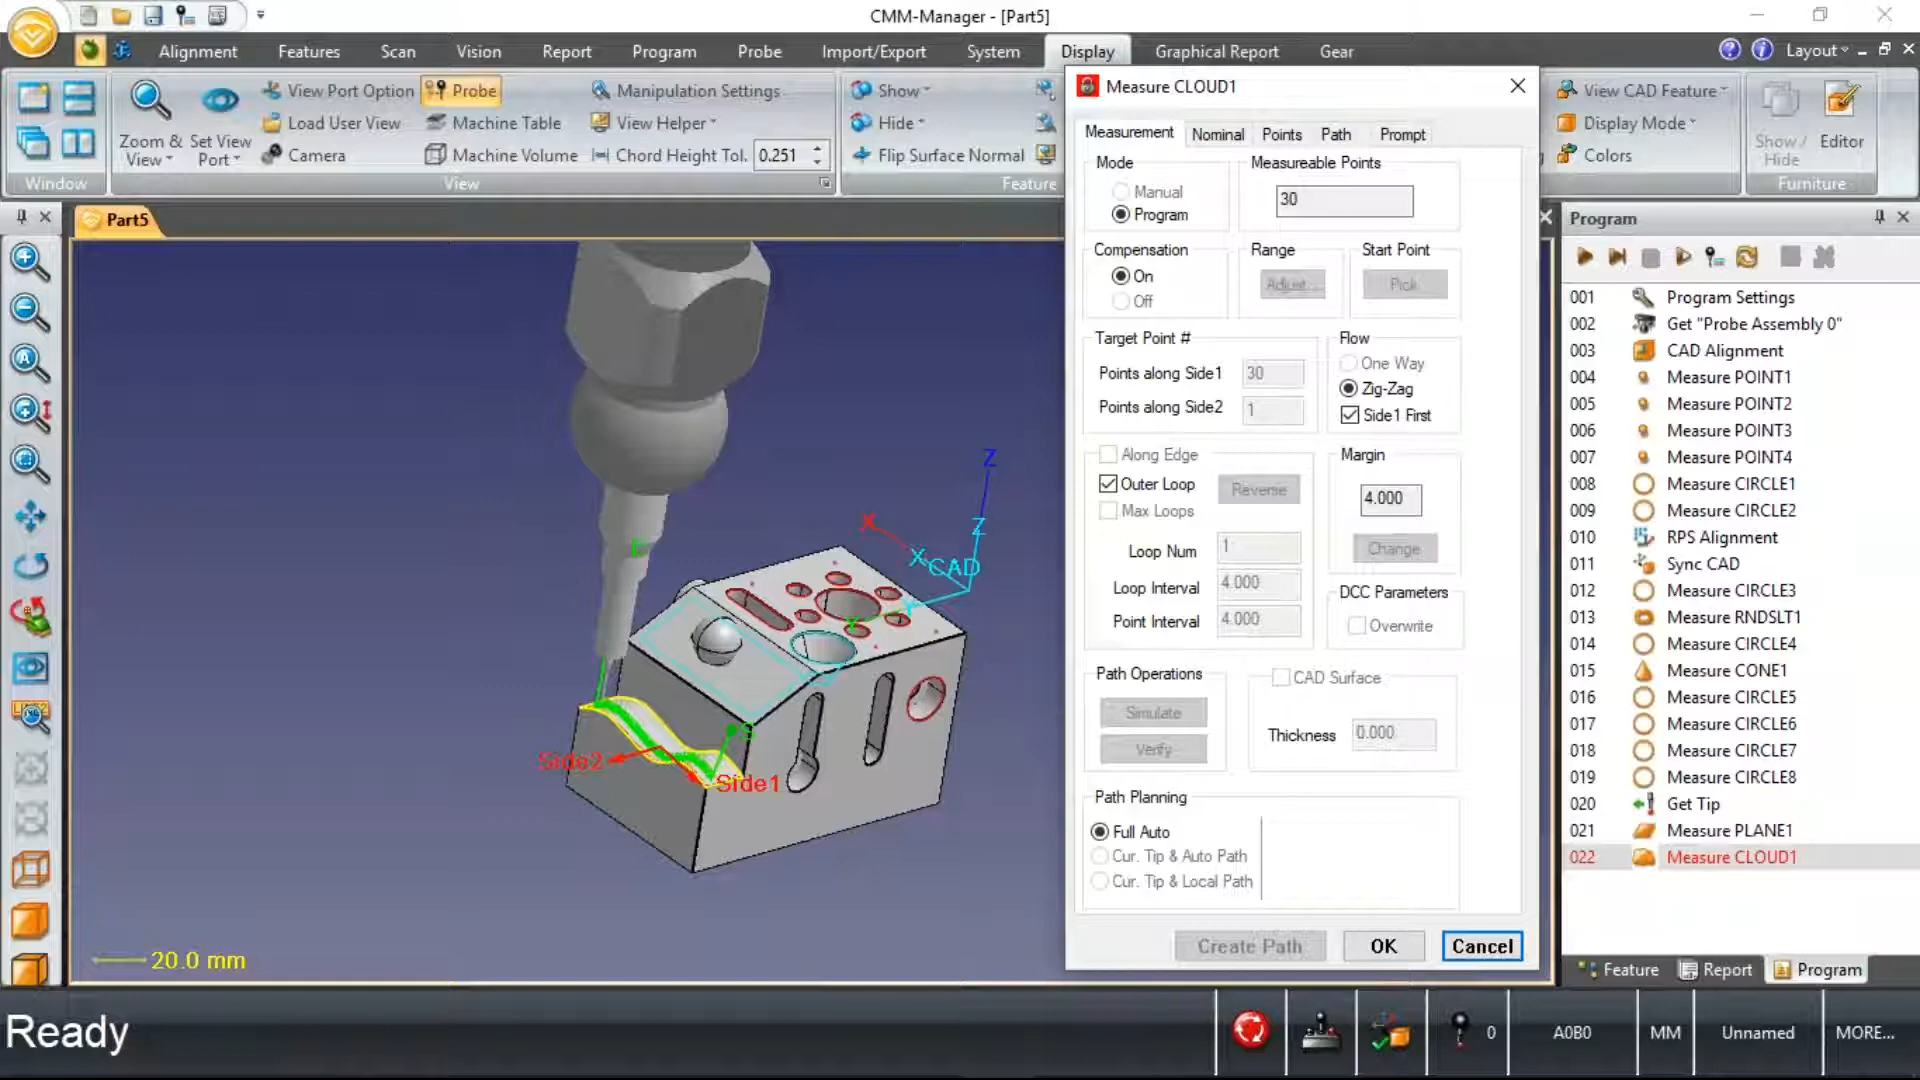 CMM-Manager - [Part5]
Alignment Features Scan Vision Report Program Probe Import/Export System Display Graphical Report Gear Layout
Zoom & View
Set View Port
View Port Option
Load User View
Camera
Probe
Machine Table
Machine Volume
Manipulation Settings
View Helper
Chord Height Tol. 0.251
Show
Hide
Flip Surface Normal
View CAD Feature
Display Mode
Colors
Show / Hide
Editor
Window View Feature Furniture
Part5
Z
X
Z
X
CAD
Y
Y
E
S
Side2
Side1
20.0 mm
Measure CLOUD1
Measurement Nominal Points Path Prompt
Mode
Manual
Program
Measureable Points
30
Compensation
On
Off
Range
Adjust...
Start Point
Pick
Target Point #
Points along Side1 30
Points along Side2 1
Flow
One Way
Zig-Zag
Side1 First
Along Edge
Outer Loop
Reverse
Max Loops
Loop Num 1
Loop Interval 4.000
Point Interval 4.000
Margin
4.000
Change
DCC Parameters
Overwrite
Path Operations
Simulate
Verify
CAD Surface
Thickness 0.000
Path Planning
Full Auto
Cur. Tip & Auto Path
Cur. Tip & Local Path
Create Path OK Cancel
Program
001 Program Settings
002 Get "Probe Assembly 0"
003 CAD Alignment
004 Measure POINT1
005 Measure POINT2
006 Measure POINT3
007 Measure POINT4
008 Measure CIRCLE1
009 Measure CIRCLE2
010 RPS Alignment
011 Sync CAD
012 Measure CIRCLE3
013 Measure RNDSLT1
014 Measure CIRCLE4
015 Measure CONE1
016 Measure CIRCLE5
017 Measure CIRCLE6
018 Measure CIRCLE7
019 Measure CIRCLE8
020 Get Tip
021 Measure PLANE1
022 Measure CLOUD1
Feature Report Program
Ready
0 A0B0 MM Unnamed MORE...